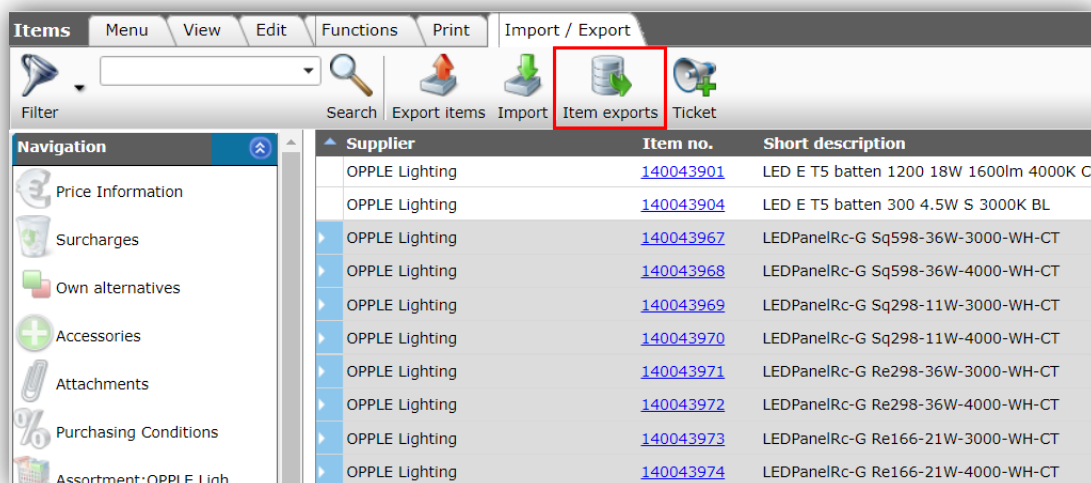 Items Menu View Edit Functions Print Import / Export
Filter Search Export items Import Item exports Ticket
Navigation
Price Information
Surcharges
Own alternatives
Accessories
Attachments
Purchasing Conditions
Assortment:OPPLE Ligh
Supplier Item no. Short description
OPPLE Lighting 140043901 LED E T5 batten 1200 18W 1600lm 4000K C
OPPLE Lighting 140043904 LED E T5 batten 300 4.5W S 3000K BL
OPPLE Lighting 140043967 LEDPanelRc-G Sq598-36W-3000-WH-CT
OPPLE Lighting 140043968 LEDPanelRc-G Sq598-36W-4000-WH-CT
OPPLE Lighting 140043969 LEDPanelRc-G Sq298-11W-3000-WH-CT
OPPLE Lighting 140043970 LEDPanelRc-G Sq298-11W-4000-WH-CT
OPPLE Lighting 140043971 LEDPanelRc-G Re298-36W-3000-WH-CT
OPPLE Lighting 140043972 LEDPanelRc-G Re298-36W-4000-WH-CT
OPPLE Lighting 140043973 LEDPanelRc-G Re166-21W-3000-WH-CT
OPPLE Lighting 140043974 LEDPanelRc-G Re166-21W-4000-WH-CT